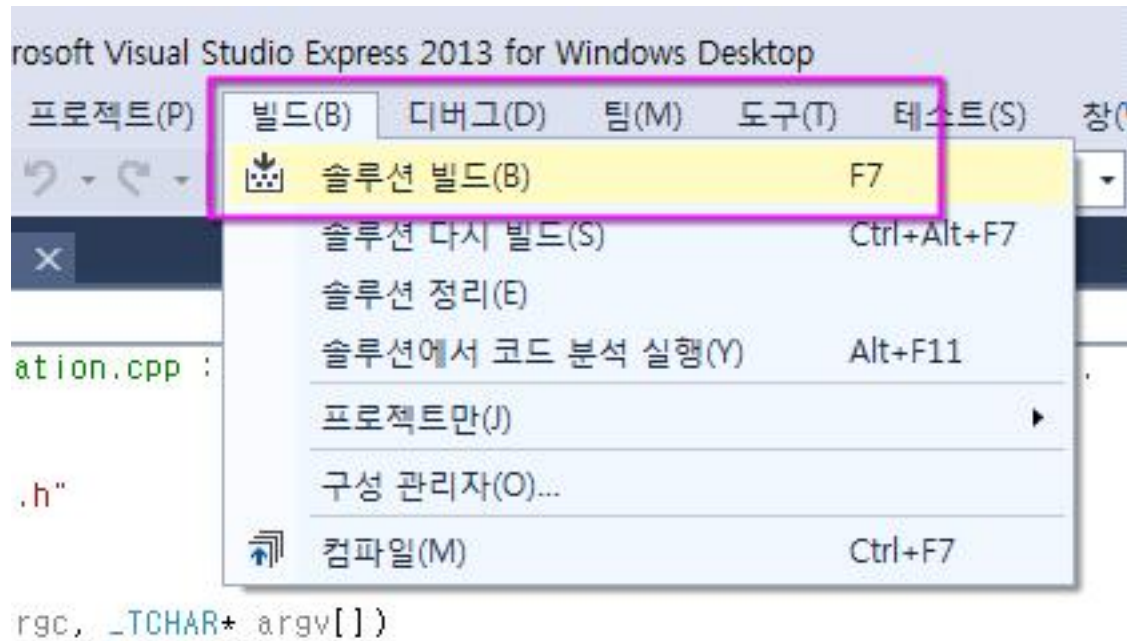 rosoft Visual Studio Express 2013 for Windows Desktop
프로젝트(P) 빌드(B) 디버그(D) 팀(M) 도구(T) 테스트(S) 창(
솔루션 빌드(B) F7
솔루션 다시 빌드(S) Ctrl+Alt+F7
솔루션 정리(E)
솔루션에서 코드 분석 실행(Y) Alt+F11
ation.cpp :
프로젝트만(J)
.h"
구성 관리자(O)...
컴파일(M) Ctrl+F7
rgc, _TCHAR* argv[])